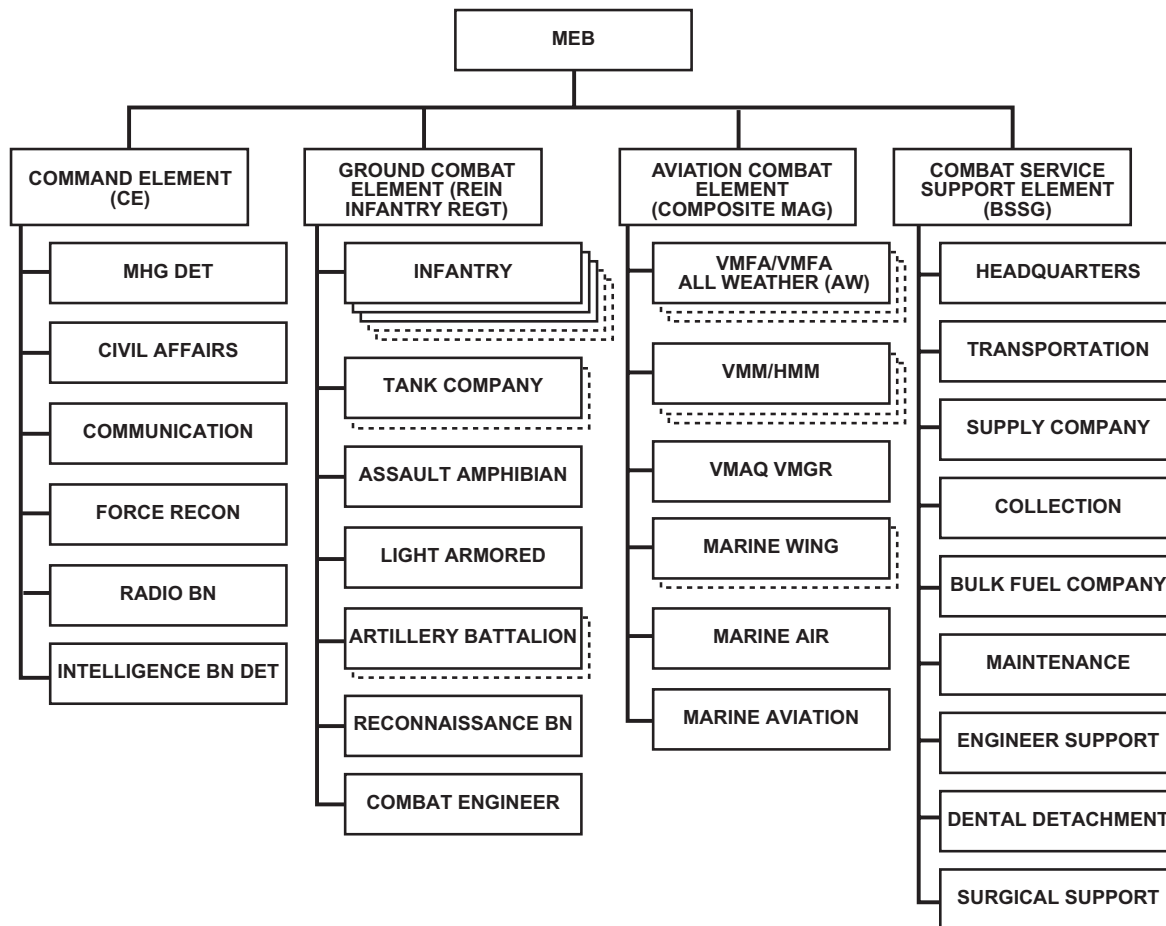 MEB
COMMAND ELEMENT
(CE)
MHG DET
CIVIL AFFAIRS
COMMUNICATION
FORCE RECON
RADIO BN
INTELLIGENCE BN DET
GROUND COMBAT
ELEMENT (REIN
INFANTRY REGT)
INFANTRY
TANK COMPANY
ASSAULT AMPHIBIAN
LIGHT ARMORED
ARTILLERY BATTALION
RECONNAISSANCE BN
COMBAT ENGINEER
AVIATION COMBAT
ELEMENT
(COMPOSITE MAG)
VMFA/VMFA
ALL WEATHER (AW)
VMM/HMM
VMAQ VMGR
MARINE WING
MARINE AIR
MARINE AVIATION
COMBAT SERVICE
SUPPORT ELEMENT
(BSSG)
HEADQUARTERS
TRANSPORTATION
SUPPLY COMPANY
COLLECTION
BULK FUEL COMPANY
MAINTENANCE
ENGINEER SUPPORT
DENTAL DETACHMENT
SURGICAL SUPPORT